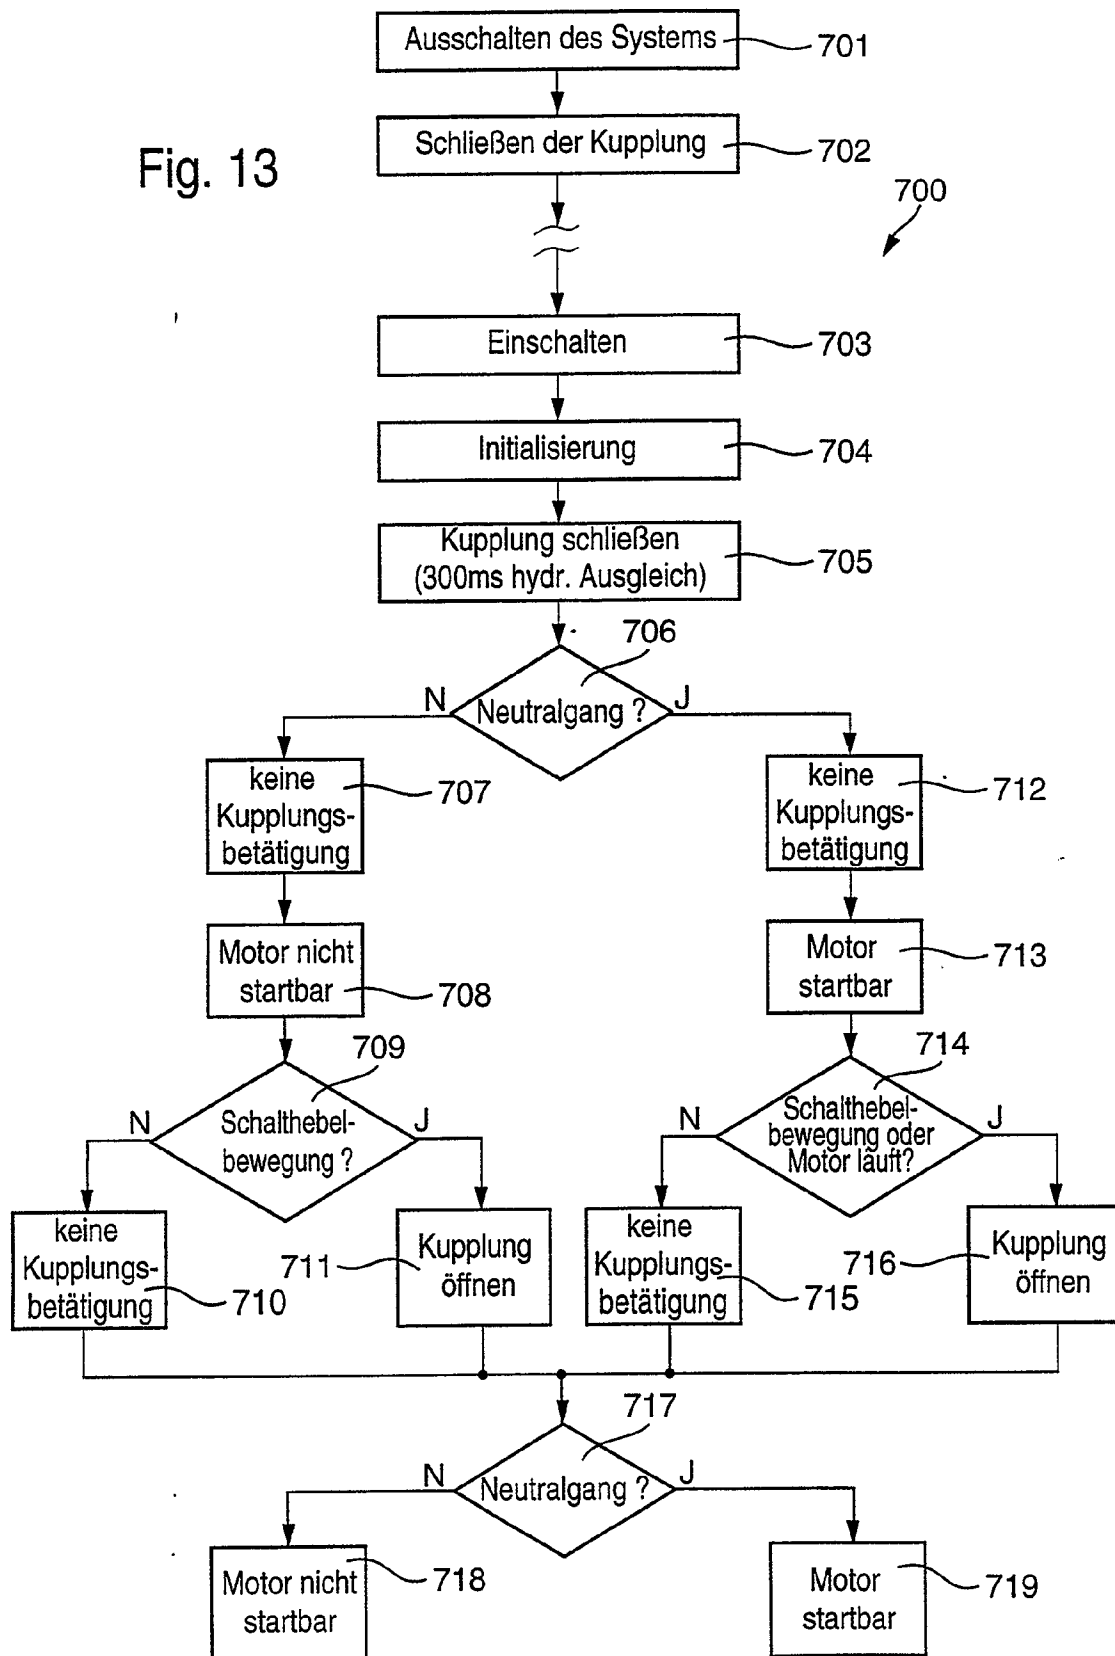 Ausschalten des Systems
701
Schließen der Kupplung
702
Fig. 13
700
Einschalten
703
Initialisierung
704
Kupplung schließen
(300ms hydr. Ausgleich)
705
706
N
Neutralgang ?
J
keine
Kupplungs-
betätigung
707
keine
Kupplungs-
betätigung
712
Motor nicht
startbar
708
Motor
startbar
713
709
N
Schalthebel-
bewegung ?
J
714
N
Schalthebel-
bewegung oder
Motor läuft?
J
keine
Kupplungs-
betätigung
710
711
Kupplung
öffnen
keine
Kupplungs-
betätigung
715
716
Kupplung
öffnen
717
N
Neutralgang ?
J
Motor nicht
startbar
718
Motor
startbar
719